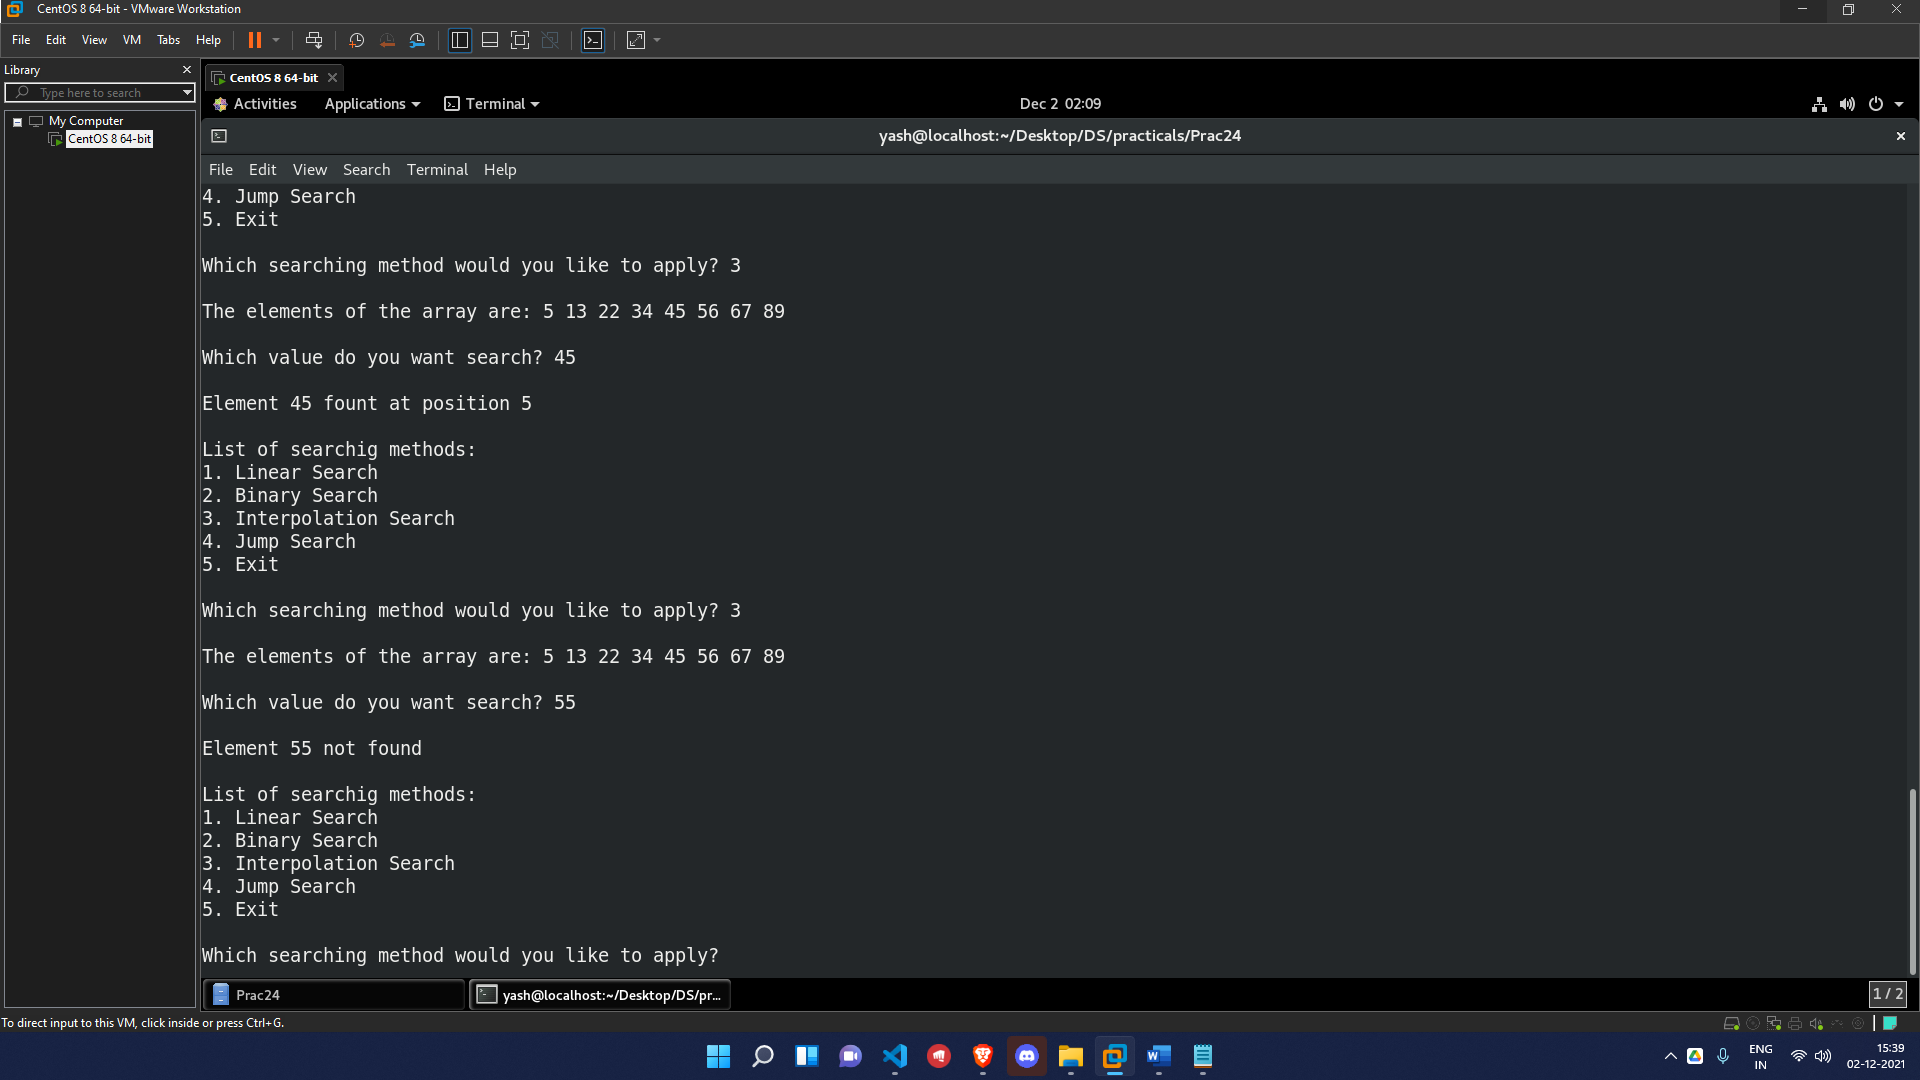 CentOS 8 64-bit - VMware Workstation
File Edit View VM Tabs Help
Library
Type here to search
My Computer
CentOS 8 64-bit
CentOS 8 64-bit
Activities Applications Terminal Dec 2 02:09
yash@localhost:~/Desktop/DS/practicals/Prac24
File Edit View Search Terminal Help
4. Jump Search
5. Exit
Which searching method would you like to apply? 3
The elements of the array are: 5 13 22 34 45 56 67 89
Which value do you want search? 45
Element 45 fount at position 5
List of searchig methods:
1. Linear Search
2. Binary Search
3. Interpolation Search
4. Jump Search
5. Exit
Which searching method would you like to apply? 3
The elements of the array are: 5 13 22 34 45 56 67 89
Which value do you want search? 55
Element 55 not found
List of searchig methods:
1. Linear Search
2. Binary Search
3. Interpolation Search
4. Jump Search
5. Exit
Which searching method would you like to apply?
Prac24 yash@localhost:~/Desktop/DS/pr... 1 / 2
To direct input to this VM, click inside or press Ctrl+G.
ENG 15:39
IN 02-12-2021